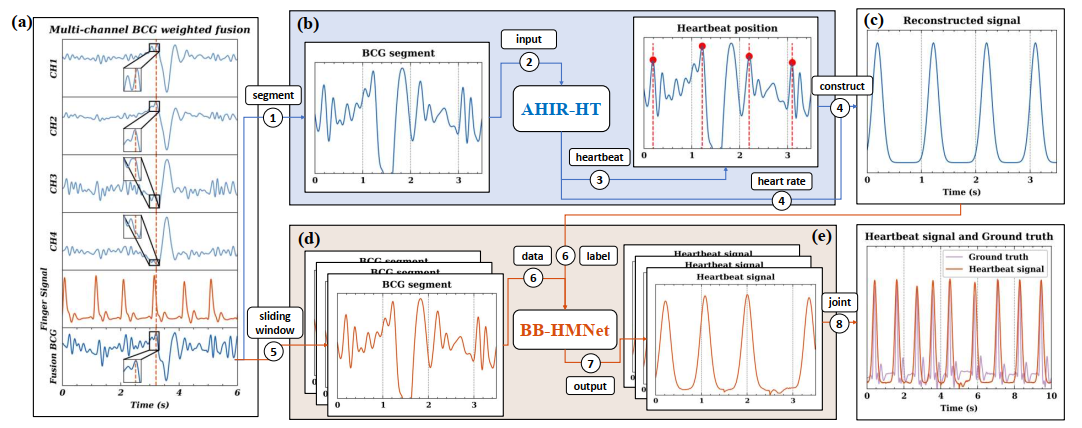 (a)
Multi-channel BCG weighted fusion
CH1
CH2
CH3
CH4
Finger Signal
Fusion BCG
0 2 4 6
Time (s)
segment
1
sliding
window
5
(b)
BCG segment
0 1 2 3
input
2
AHIR-HT
heartbeat
3
Heartbeat position
0 1 2 3
heart rate
4
construct
4
(c)
Reconstructed signal
0 1 2 3
Time (s)
(d)
BCG segment
BCG segment
BCG segment
0
0
0 1 2 3
data
6
6
label
BB-HMNet
7
output
(e)
Heartbeat signal
Heartbeat signal
Heartbeat signal
0
0
0 1 2 3
joint
8
Heartbeat signal and Ground truth
Ground truth
Heartbeat signal
0 2 4 6 8 10
Time (s)